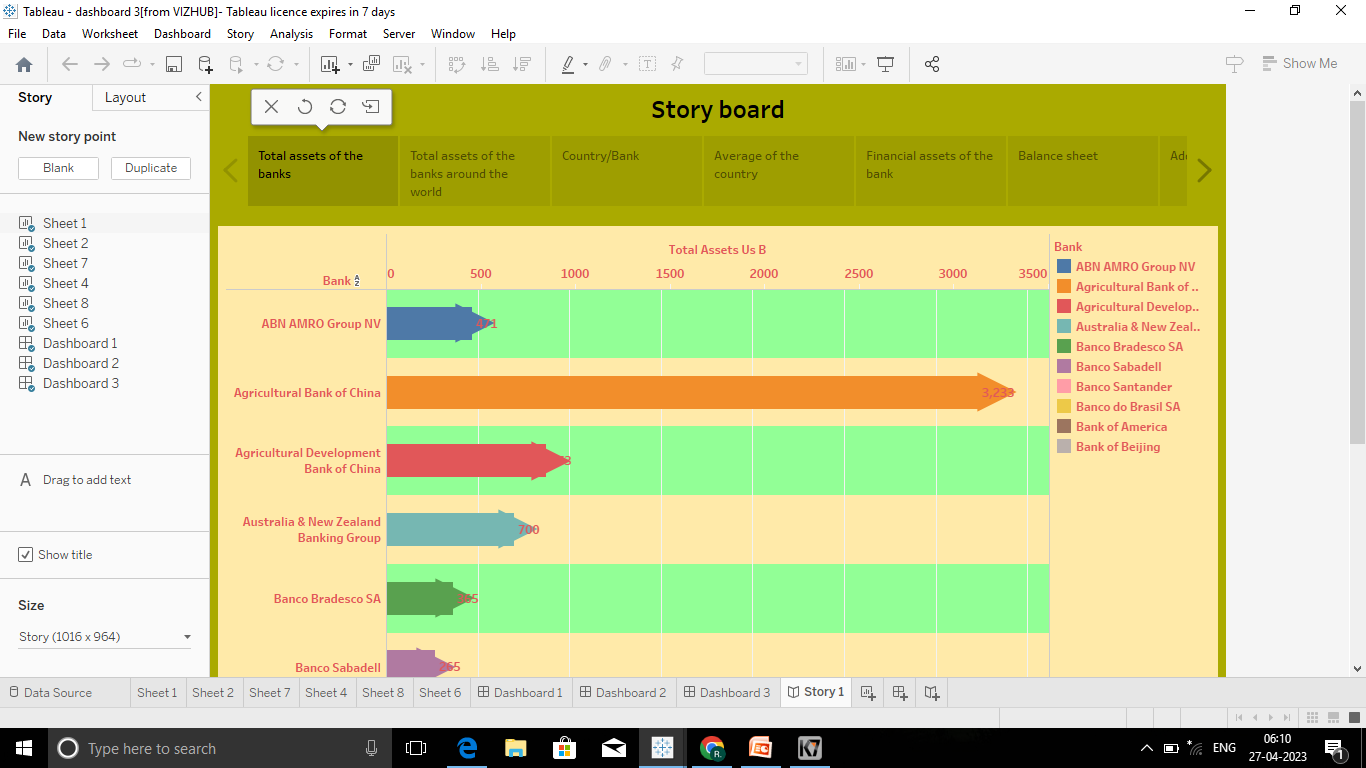 Tableau - dashboard 3[from VIZHUB]- Tableau licence expires in 7 days
File Data Worksheet Dashboard Story Analysis Format Server Window Help
Show Me
Story Layout
New story point
Blank Duplicate
Sheet 1
Sheet 2
Sheet 7
Sheet 4
Sheet 8
Sheet 6
Dashboard 1
Dashboard 2
Dashboard 3
A Drag to add text
Show title
Size
Story (1016 x 964)
Story board
Total assets of the
banks
Total assets of the
banks around the
world
Country/Bank
Average of the
country
Financial assets of the
bank
Balance sheet
Total Assets Us B
Bank
0 500 1000 1500 2000 2500 3000 3500
ABN AMRO Group NV
Agricultural Bank of China 3,233
Agricultural Development
Bank of China
Australia & New Zealand
Banking Group
700
Banco Bradesco SA 365
Banco Sabadell 265
Bank
ABN AMRO Group NV
Agricultural Bank of ..
Agricultural Develop..
Australia & New Zeal..
Banco Bradesco SA
Banco Sabadell
Banco Santander
Banco do Brasil SA
Bank of America
Bank of Beijing
Data Source Sheet 1 Sheet 2 Sheet 7 Sheet 4 Sheet 8 Sheet 6 Dashboard 1 Dashboard 2 Dashboard 3 Story 1
Type here to search
ENG
06:10
27-04-2023
1